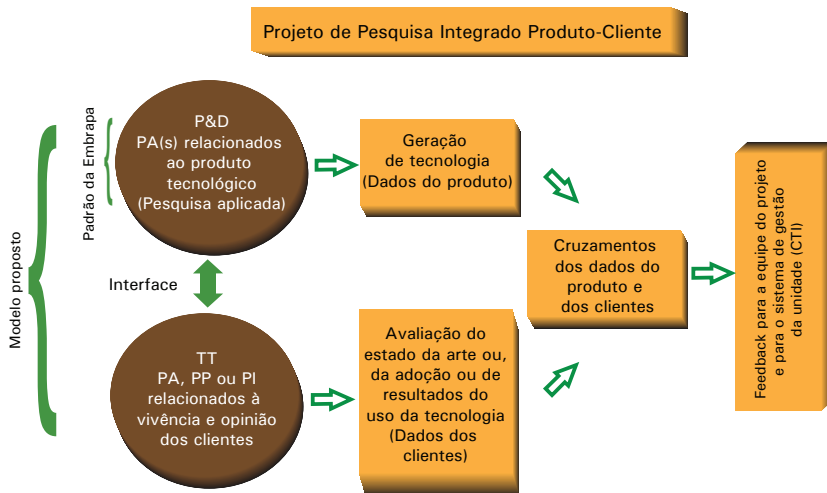 Projeto de Pesquisa Integrado Produto-Cliente
Modelo proposto
Padrão da Embrapa
P&D
PA(s) relacionados
ao produto
tecnológico
(Pesquisa aplicada)
Geração
de tecnologia
(Dados do produto)
Interface
TT
PA, PP ou PI
relacionados à
vivência e opinião
dos clientes
Avaliação do
estado da arte ou,
da adoção ou de
resultados do
uso da tecnologia
(Dados dos
clientes)
Cruzamentos
dos dados do
produto e
dos clientes
Feedback para a equipe do projeto
e para o sistema de gestão
da unidade (CTI)